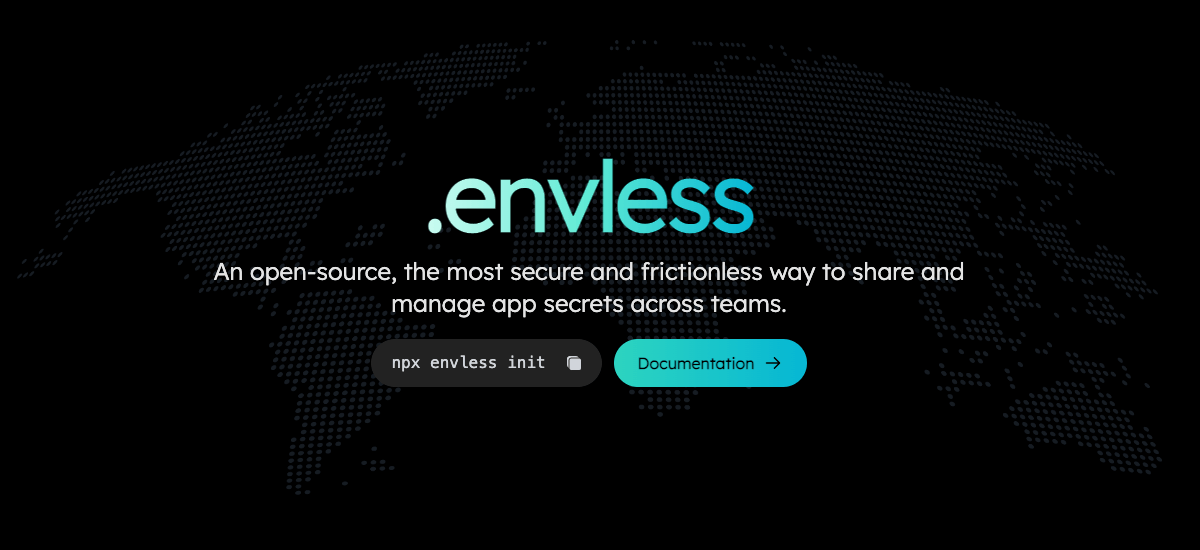 .envless
An open-source, the most secure and frictionless way to share and
manage app secrets across teams.
npx envless init
Documentation →